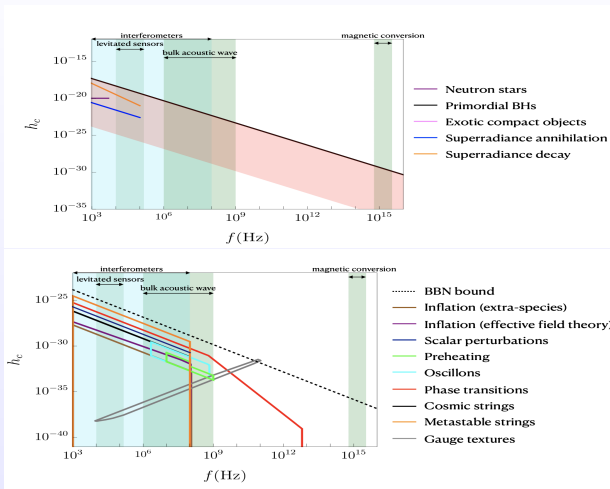 interferometers
levitated sensors
bulk acoustic wave
magnetic conversion
10^-15
10^-20
10^-25
10^-30
10^-35
h_c
10^3
10^6
10^9
10^12
10^15
f(Hz)
Neutron stars
Primordial BHs
Exotic compact objects
Superradiance annihilation
Superradiance decay
interferometers
levitated sensors
bulk acoustic wave
magnetic conversion
10^-25
10^-30
10^-35
10^-40
h_c
10^3
10^6
10^9
10^12
10^15
f(Hz)
BBN bound
Inflation (extra-species)
Inflation (effective field theory)
Scalar perturbations
Preheating
Oscillons
Phase transitions
Cosmic strings
Metastable strings
Gauge textures